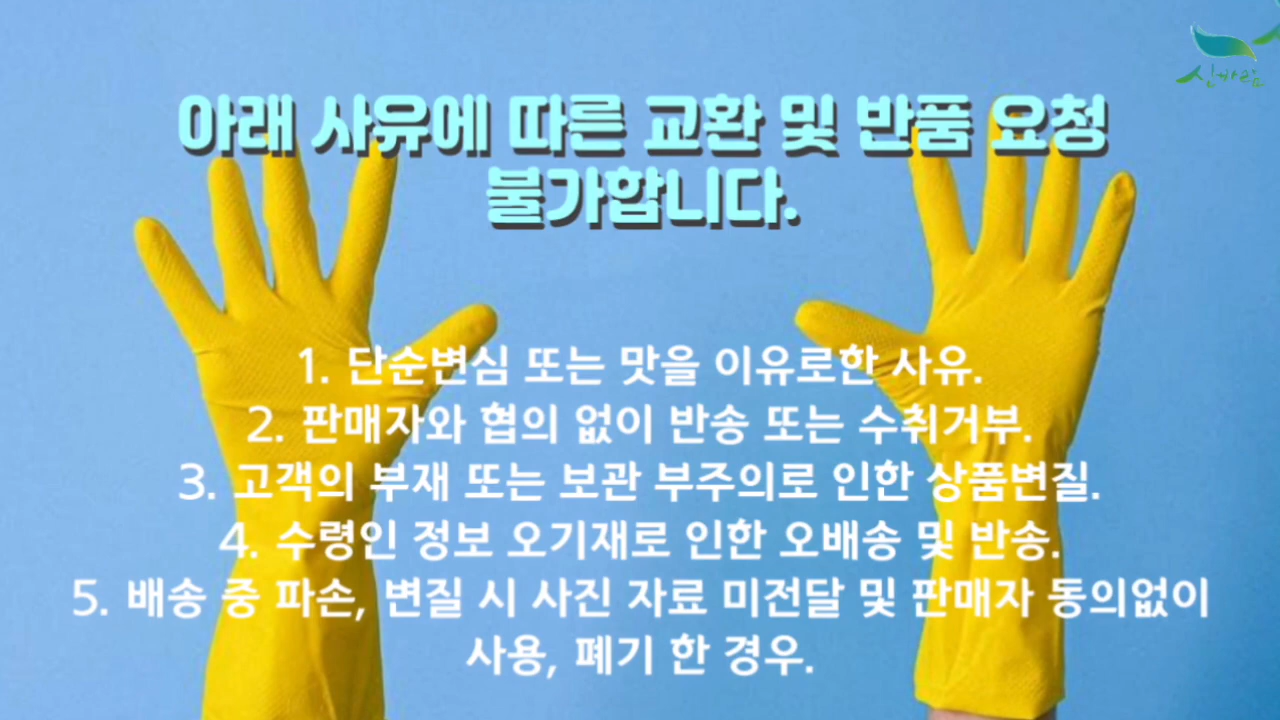 신바람
아래 사유에 따른 교환 및 반품 요청
불가합니다.
1. 단순변심 또는 맛을 이유로한 사유.
2. 판매자와 협의 없이 반송 또는 수취거부.
3. 고객의 부재 또는 보관 부주의로 인한 상품변질.
4. 수령인 정보 오기재로 인한 오배송 및 반송.
5. 배송 중 파손, 변질 시 사진 자료 미전달 및 판매자 동의없이
사용, 폐기 한 경우.